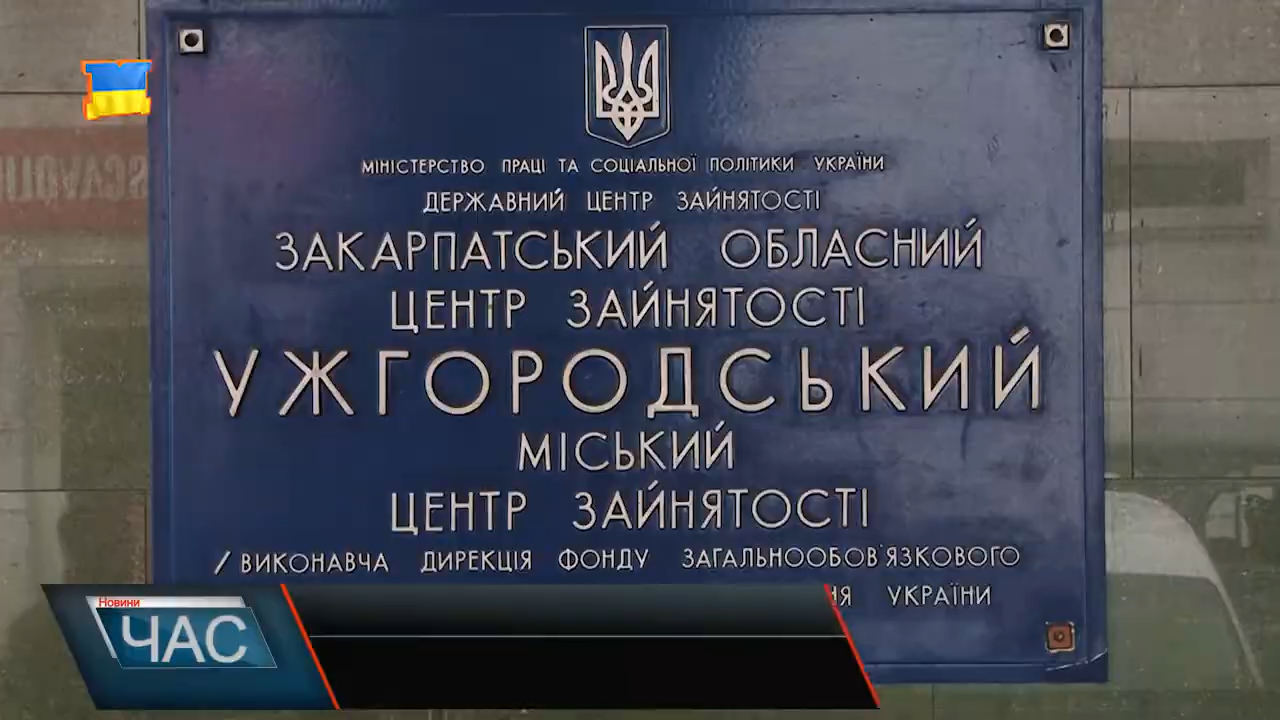 МІНІСТЕРСТВО ПРАЦІ ТА СОЦІАЛЬНОЇ ПОЛІТИКИ УКРАЇНИ
ДЕРЖАВНИЙ ЦЕНТР ЗАЙНЯТОСТІ
ЗАКАРПАТСЬКИЙ ОБЛАСНИЙ
ЦЕНТР ЗАЙНЯТОСТІ
УЖГОРОДСЬКИЙ
МІСЬКИЙ
ЦЕНТР ЗАЙНЯТОСТІ
/ ВИКОНАВЧА ДИРЕКЦІЯ ФОНДУ ЗАГАЛЬНООБОВ'ЯЗКОВОГО
УКРАЇНИ
Новини
ЧАС